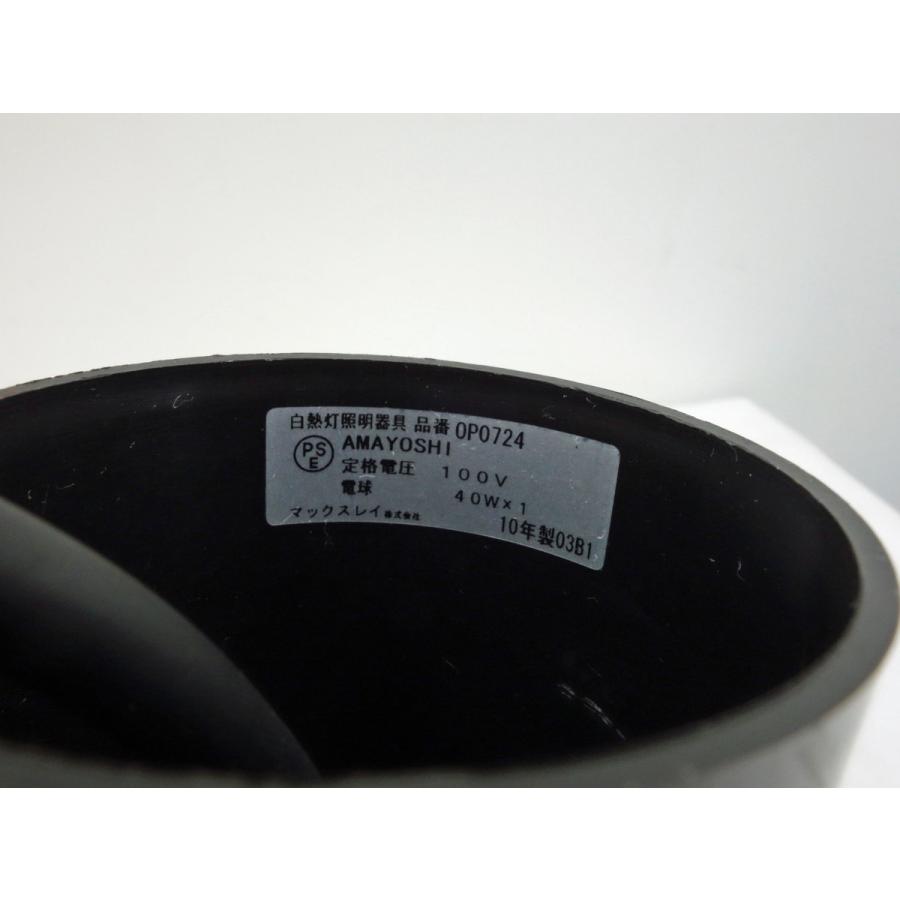 白熱灯照明器具 品番 OP0724
PSE AMAYOSHI
定格電圧 100V
電球 40W×1
マックスレイ株式会社 10年製03B1